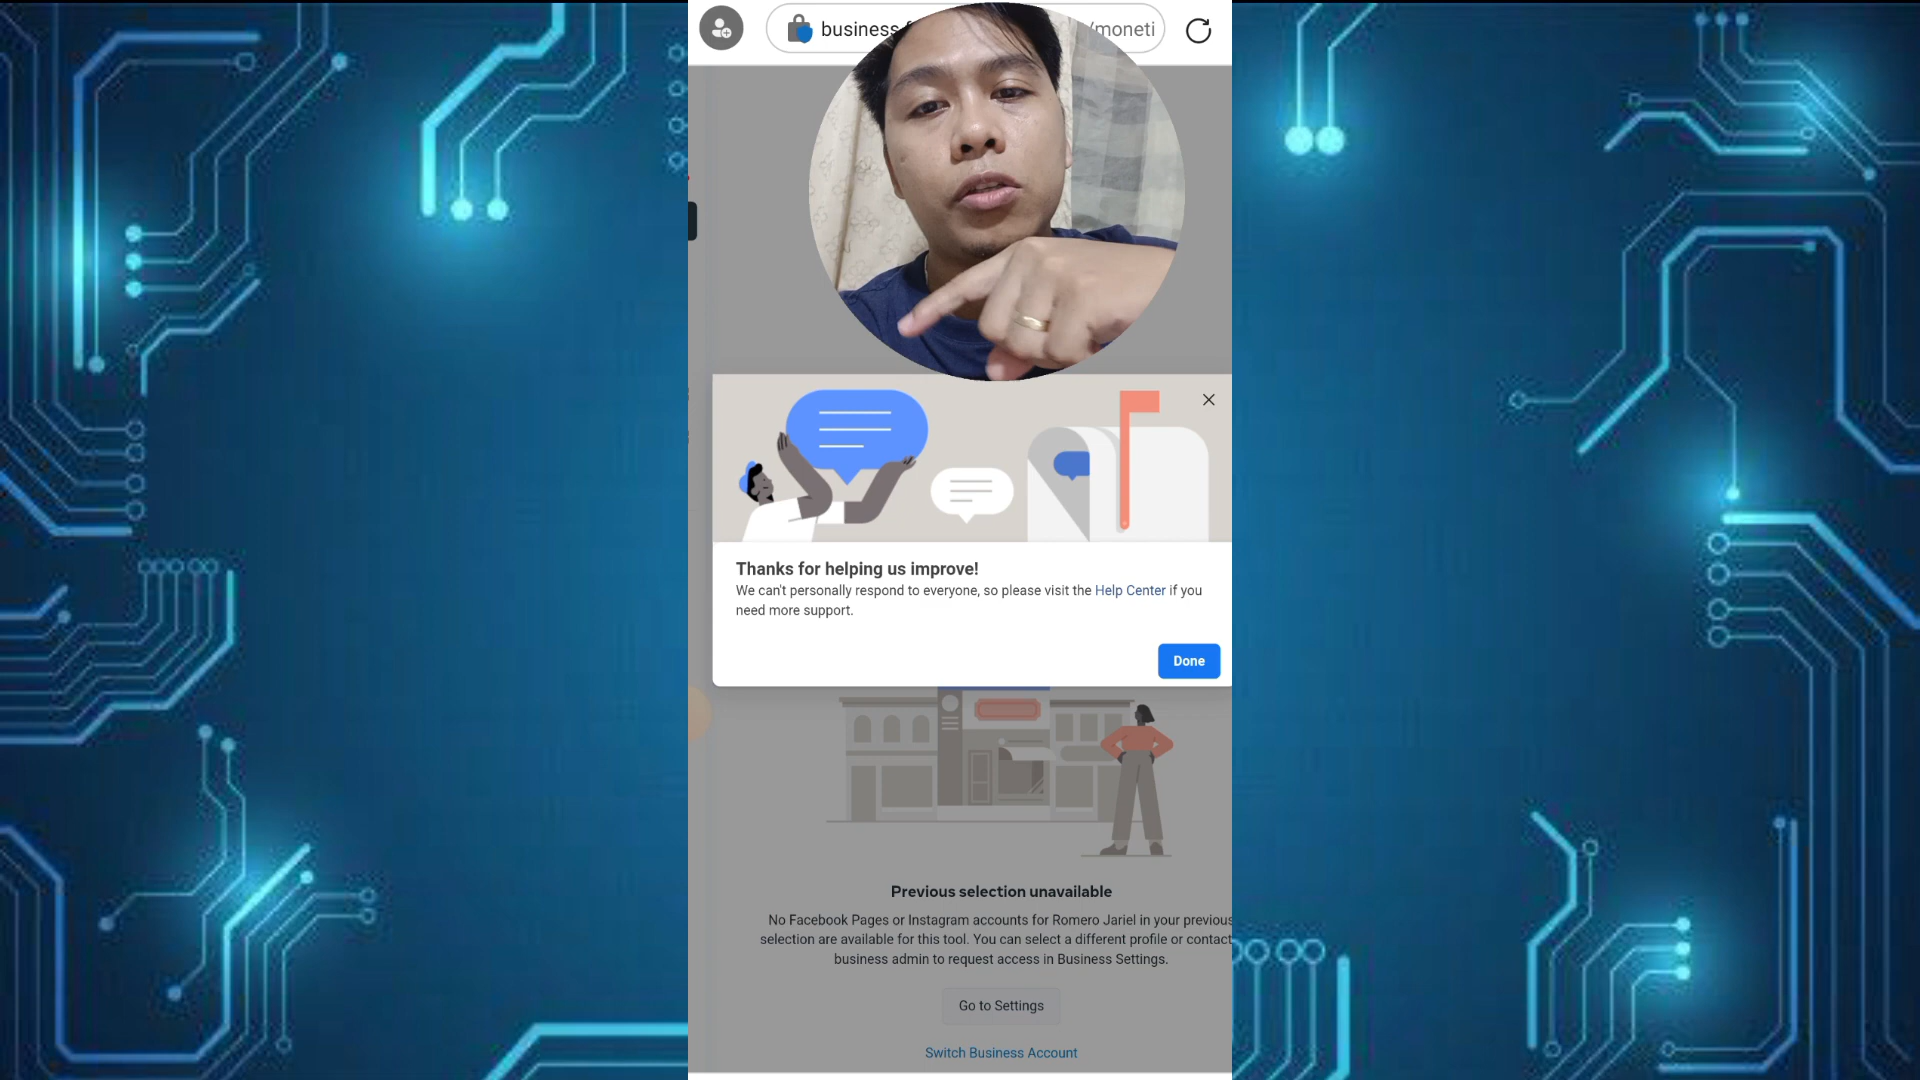 business.
/moneti
Thanks for helping us improve!
We can't personally respond to everyone, so please visit the Help Center if you
need more support.
Done
Previous selection unavailable
No Facebook Pages or Instagram accounts for Romero Jariel in your previous
selection are available for this tool. You can select a different profile or contact
business admin to request access in Business Settings.
Go to Settings
Switch Business Account